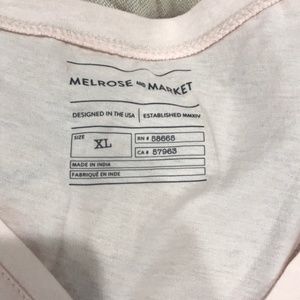 MELROSE AND MARKET
DESIGNED IN THE USA ESTABLISHED MMXIV
SIZE XL RN # 58665
CA # 57963
MADE IN INDIA
FABRIQUÉ EN INDE